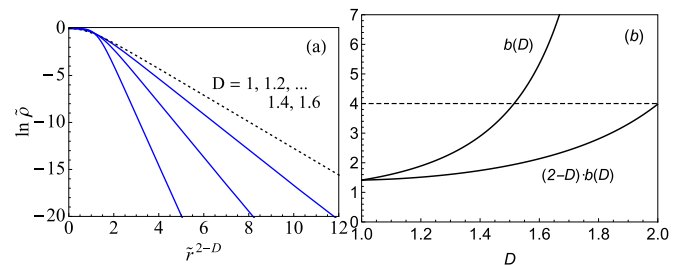 (a)
D = 1, 1.2, ...
1.4, 1.6
0
−5
−10
−15
−20
ln ρ̃
0 2 4 6 8 10 12
r̃ 2−D
(b)
b(D)
(2−D)·b(D)
7
6
5
4
3
2
1
0
1.0 1.2 1.4 1.6 1.8 2.0
D